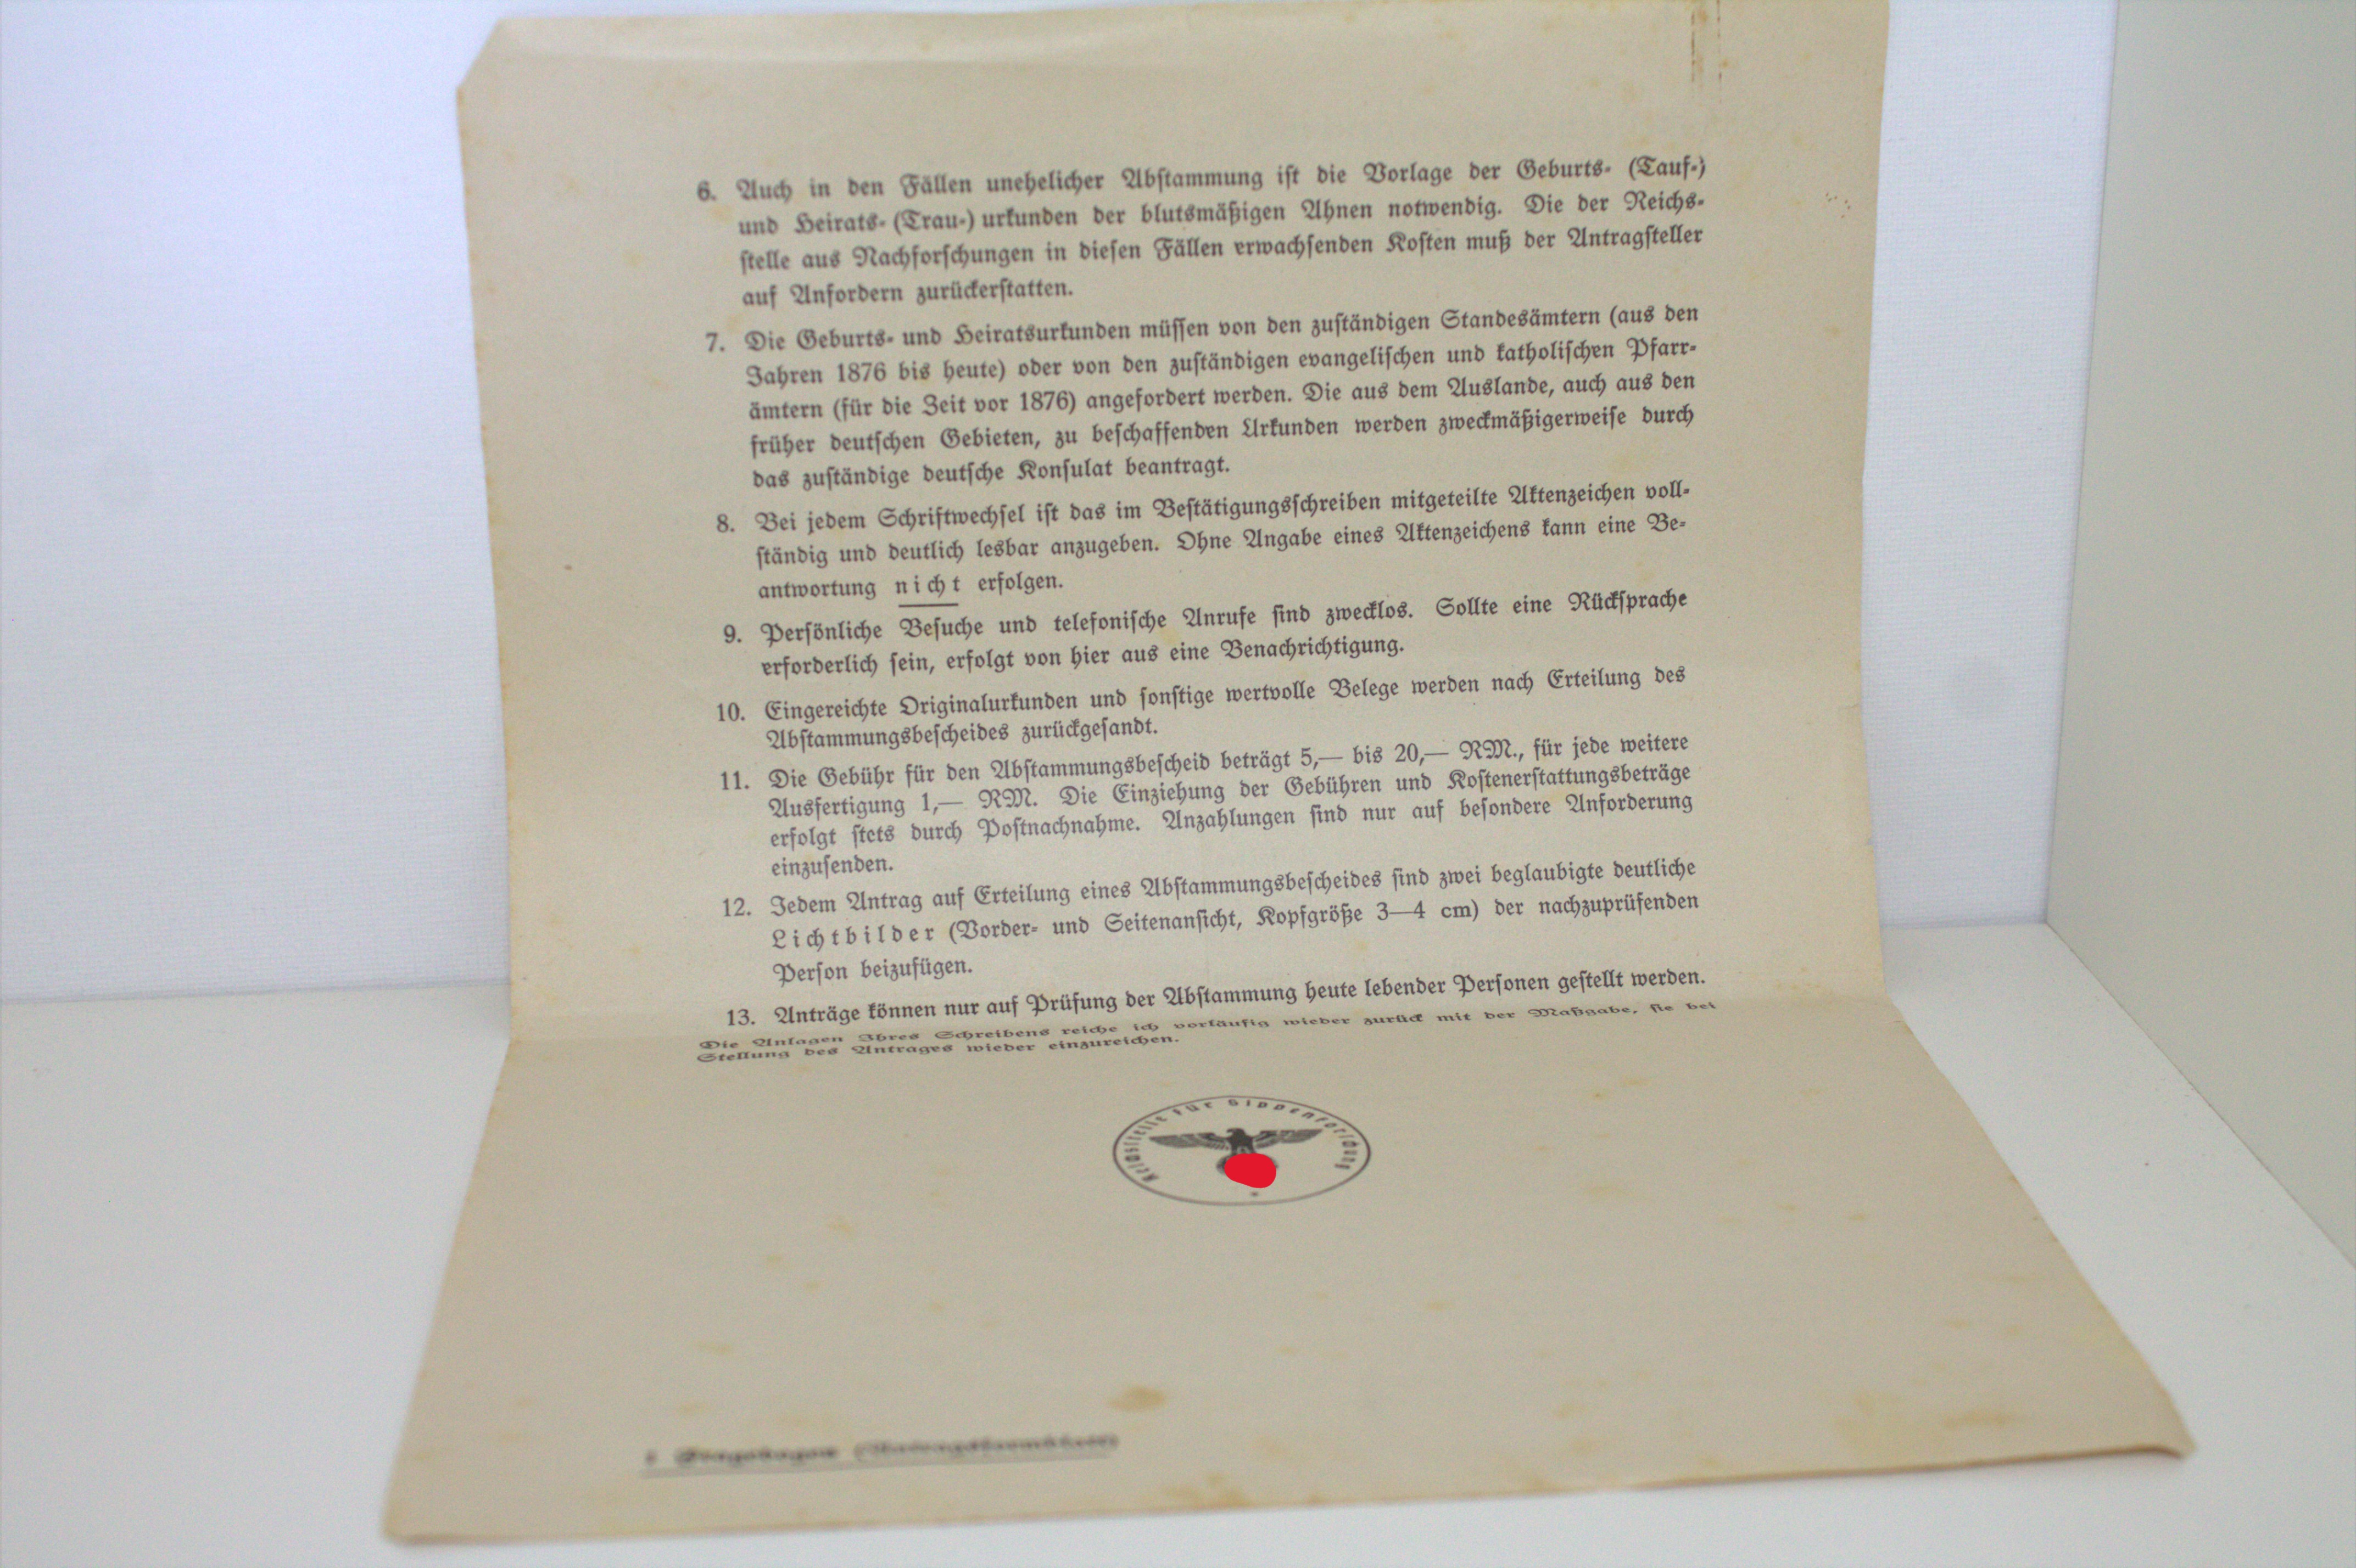 6. Auch in den Fällen unehelicher Abstammung ist die Vorlage der Geburts- (Tauf-)
und Heirats- (Trau-) urkunden der blutsmäßigen Ahnen notwendig. Die der Reichs-
stelle aus Nachforschungen in diesen Fällen erwachsenden Kosten muß der Antragsteller
auf Anfordern zurückerstatten.
7. Die Geburts- und Heiratsurkunden müssen von den zuständigen Standesämtern (aus den
Jahren 1876 bis heute) oder von den zuständigen evangelischen und katholischen Pfarr-
ämtern (für die Zeit vor 1876) angefordert werden. Die aus dem Auslande, auch aus den
früher deutschen Gebieten, zu beschaffenden Urkunden werden zweckmäßigerweise durch
das zuständige deutsche Konsulat beantragt.
8. Bei jedem Schriftwechsel ist das im Bestätigungsschreiben mitgeteilte Aktenzeichen voll-
ständig und deutlich lesbar anzugeben. Ohne Angabe eines Aktenzeichens kann eine Be-
antwortung nicht erfolgen.
9. Persönliche Besuche und telefonische Anrufe sind zwecklos. Sollte eine Rücksprache
erforderlich sein, erfolgt von hier aus eine Benachrichtigung.
10. Eingereichte Originalurkunden und sonstige wertvolle Belege werden nach Erteilung des
Abstammungsbescheides zurückgesandt.
11. Die Gebühr für den Abstammungsbescheid beträgt 5,— bis 20,— RM., für jede weitere
Ausfertigung 1,— RM. Die Einziehung der Gebühren und Kostenerstattungsbeträge
erfolgt stets durch Postnachnahme. Anzahlungen sind nur auf besondere Anforderung
einzusenden.
12. Jedem Antrag auf Erteilung eines Abstammungsbescheides sind zwei beglaubigte deutliche
Lichtbilder (Vorder- und Seitenansicht, Kopfgröße 3—4 cm) der nachzuprüfenden
Person beizufügen.
13. Anträge können nur auf Prüfung der Abstammung heute lebender Personen gestellt werden.
Die Anlagen Ihres Schreibens reiche ich vorläufig wieder zurück mit der Maßgabe, sie bei
Stellung des Antrages wieder einzureichen.
Reichsstelle für Sippenforschung